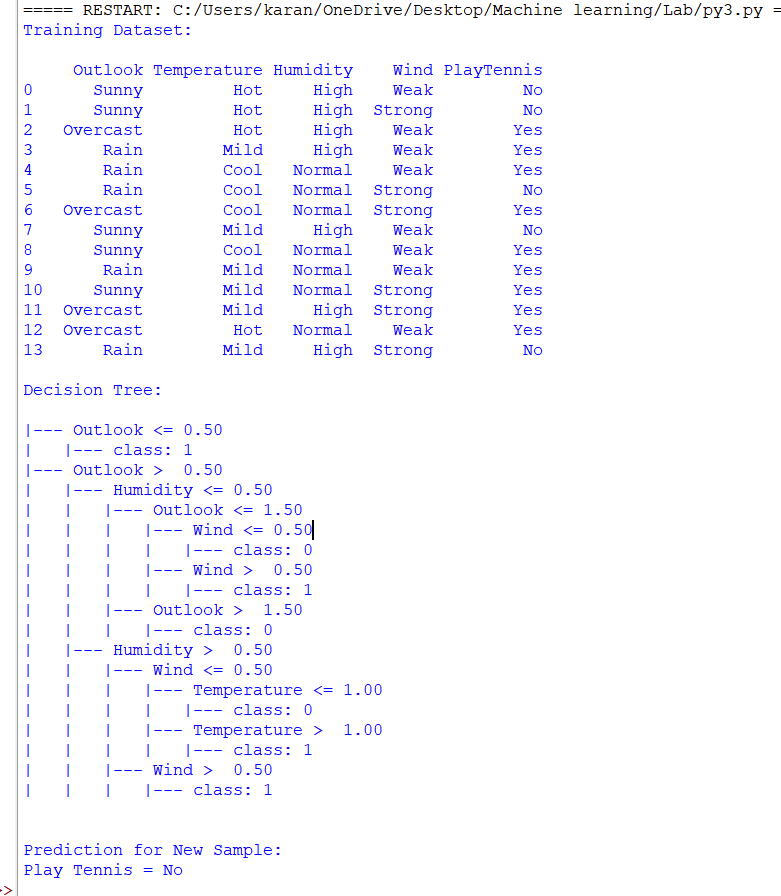 ===== RESTART: C:/Users/karan/OneDrive/Desktop/Machine learning/Lab/py3.py =
Training Dataset:

     Outlook Temperature Humidity    Wind PlayTennis
0      Sunny         Hot     High    Weak         No
1      Sunny         Hot     High  Strong         No
2   Overcast         Hot     High    Weak        Yes
3       Rain        Mild     High    Weak        Yes
4       Rain        Cool   Normal    Weak        Yes
5       Rain        Cool   Normal  Strong         No
6   Overcast        Cool   Normal  Strong        Yes
7      Sunny        Mild     High    Weak         No
8      Sunny        Cool   Normal    Weak        Yes
9       Rain        Mild   Normal    Weak        Yes
10     Sunny        Mild   Normal  Strong        Yes
11  Overcast        Mild     High  Strong        Yes
12  Overcast         Hot   Normal    Weak        Yes
13      Rain        Mild     High  Strong         No

Decision Tree:

|--- Outlook <= 0.50
|   |--- class: 1
|--- Outlook >  0.50
|   |--- Humidity <= 0.50
|   |   |--- Outlook <= 1.50
|   |   |   |--- Wind <= 0.50
|   |   |   |   |--- class: 0
|   |   |   |--- Wind >  0.50
|   |   |   |   |--- class: 1
|   |   |--- Outlook >  1.50
|   |   |   |--- class: 0
|   |--- Humidity >  0.50
|   |   |--- Wind <= 0.50
|   |   |   |--- Temperature <= 1.00
|   |   |   |   |--- class: 0
|   |   |   |--- Temperature >  1.00
|   |   |   |   |--- class: 1
|   |   |--- Wind >  0.50
|   |   |   |--- class: 1


Prediction for New Sample:
Play Tennis = No
>>